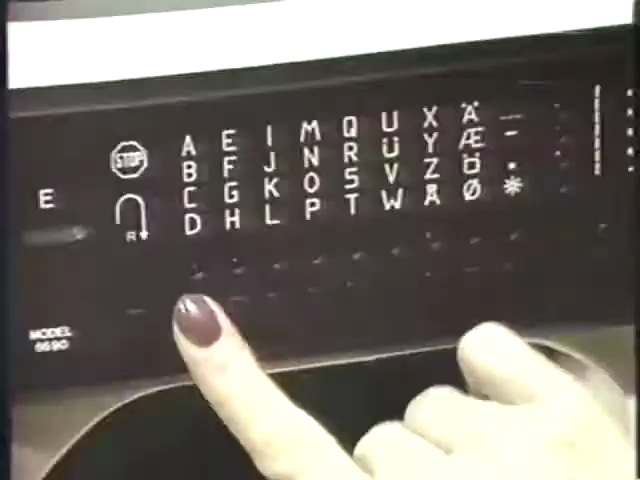 STOP
A E I M Q U X Ä
B F J N R Ü Y Æ
C G K O S V Z Ö
D H L P T W Å Ø
E
R
MODEL
6690